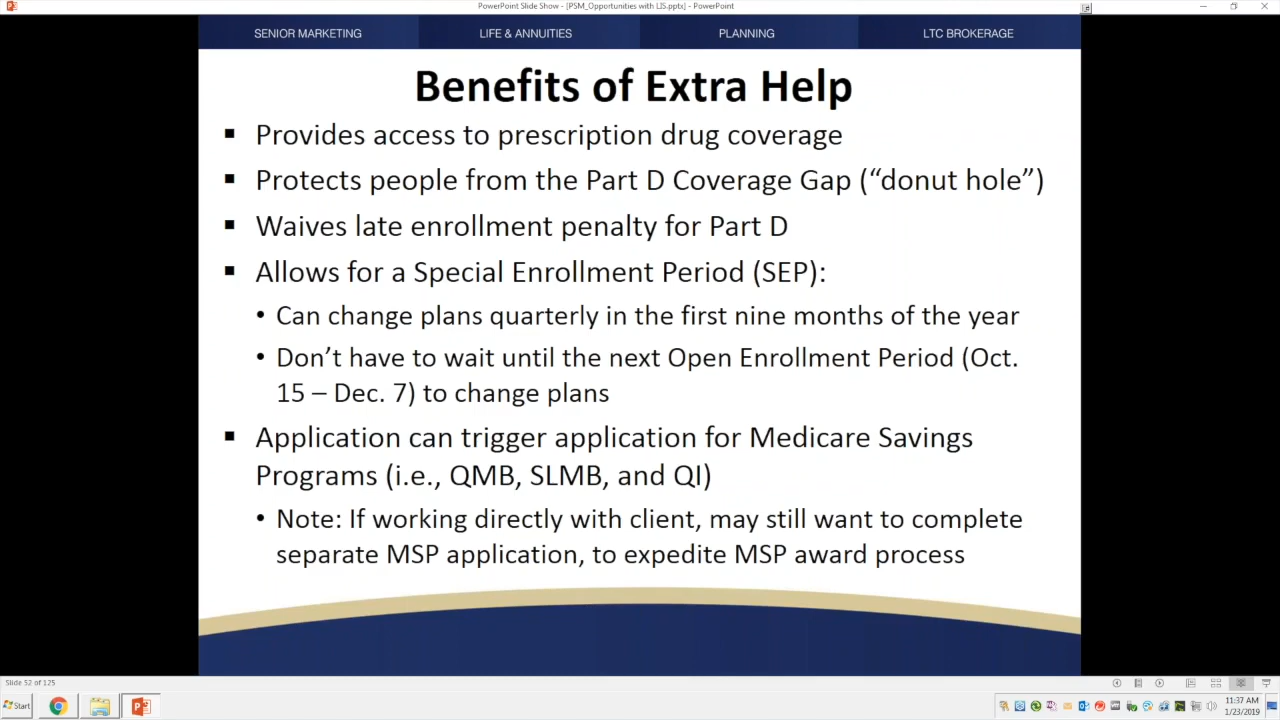 PowerPoint Slide Show - [PSM_Opportunities with LIS.pptx] - PowerPoint
SENIOR MARKETING
LIFE & ANNUITIES
PLANNING
LTC BROKERAGE
Benefits of Extra Help
▪ Provides access to prescription drug coverage
▪ Protects people from the Part D Coverage Gap (“donut hole”)
▪ Waives late enrollment penalty for Part D
▪ Allows for a Special Enrollment Period (SEP):
• Can change plans quarterly in the first nine months of the year
• Don’t have to wait until the next Open Enrollment Period (Oct.
15 – Dec. 7) to change plans
▪ Application can trigger application for Medicare Savings
Programs (i.e., QMB, SLMB, and QI)
• Note: If working directly with client, may still want to complete
separate MSP application, to expedite MSP award process
Slide 52 of 125
Start
11:37 AM
1/23/2019